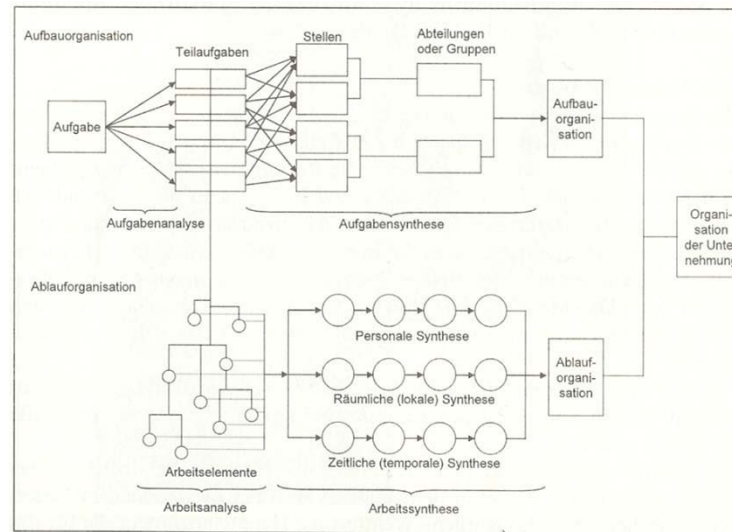 Aufbauorganisation
Teilaufgaben
Stellen
Abteilungen
oder Gruppen
Aufgabe
Aufbau-
organi-
sation
Aufgabenanalyse
Aufgabensynthese
Organi-
sation
der Unte
nehmung
Ablauforganisation
Personale Synthese
Räumliche (lokale) Synthese
Zeitliche (temporale) Synthese
Ablauf-
organi-
sation
Arbeitselemente
Arbeitsanalyse
Arbeitssynthese